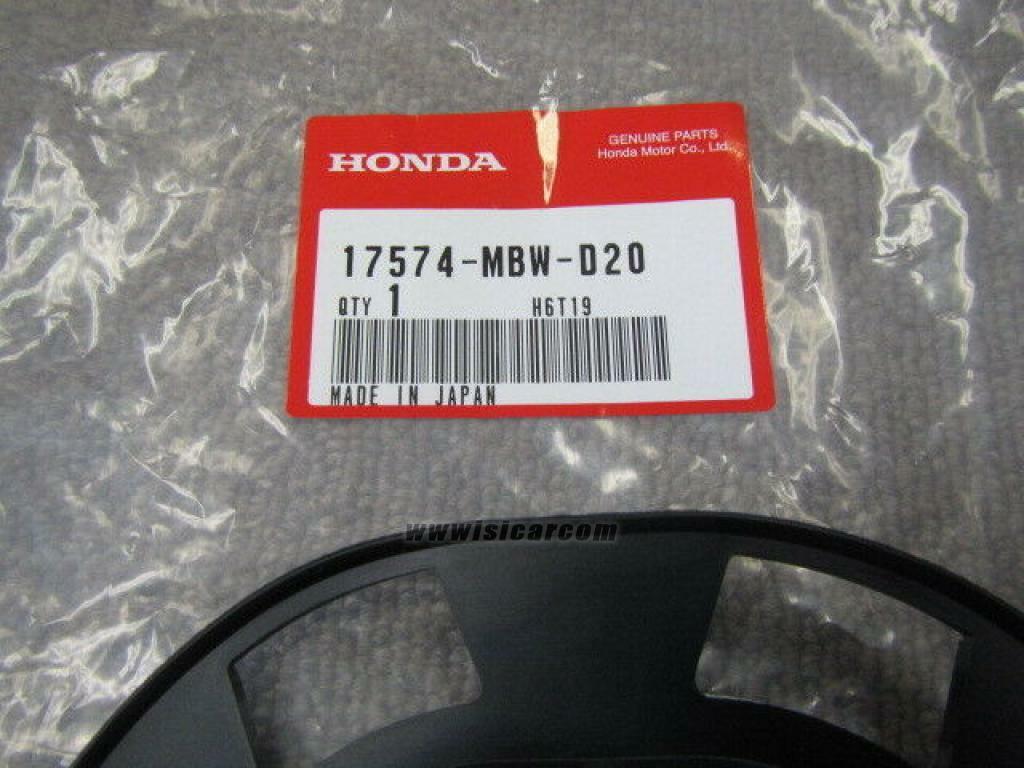 HONDA
GENUINE PARTS
Honda Motor Co., Ltd.
17574-MBW-D20
QTY 1 H6T19
MADE IN JAPAN
wwwisicarcom